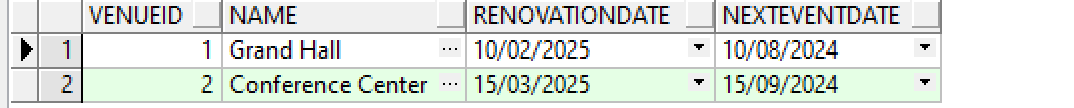 VENUEID NAME RENOVATIONDATE NEXTEVENTDATE
1 1 Grand Hall ... 10/02/2025 10/08/2024
2 2 Conference Center ... 15/03/2025 15/09/2024